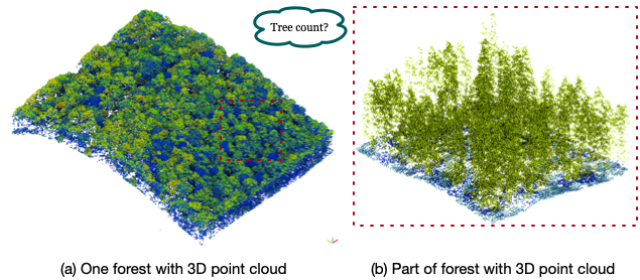 Tree count?
(a) One forest with 3D point cloud
(b) Part of forest with 3D point cloud